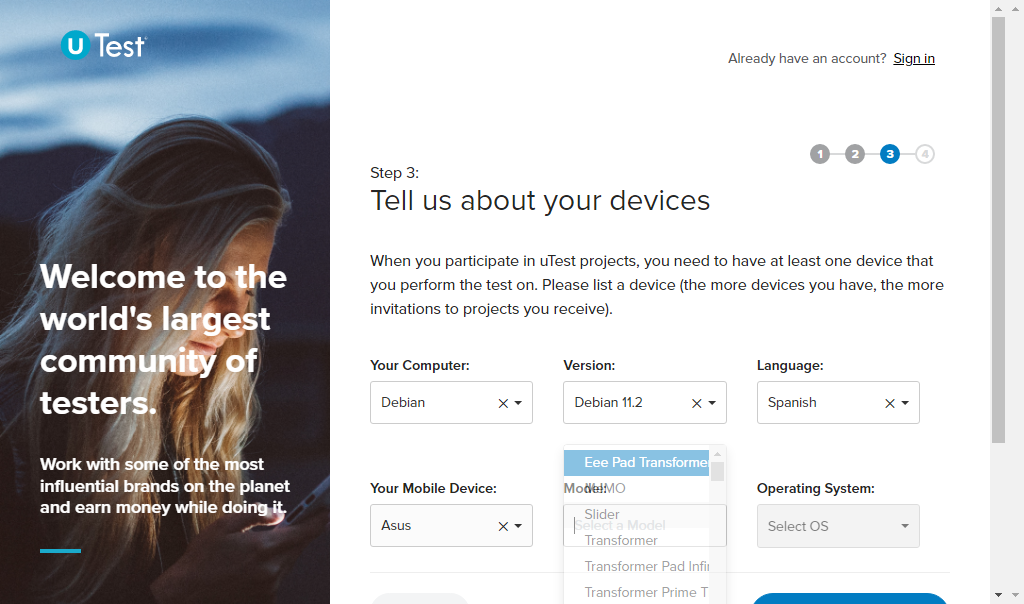 U Test
Already have an account? Sign in
1 2 3 4
Step 3:
Tell us about your devices
Welcome to the
world's largest
community of
testers.
Work with some of the most
influential brands on the planet
and earn money while doing it.
When you participate in uTest projects, you need to have at least one device that
you perform the test on. Please list a device (the more devices you have, the more
invitations to projects you receive).
Your Computer: Version: Language:
Debian Debian 11.2 Spanish
Your Mobile Device: Model: Operating System:
Asus Select a Model Select OS
Eee Pad Transformer
MeMO
Slider
Transformer
Transformer Pad Infi
Transformer Prime T